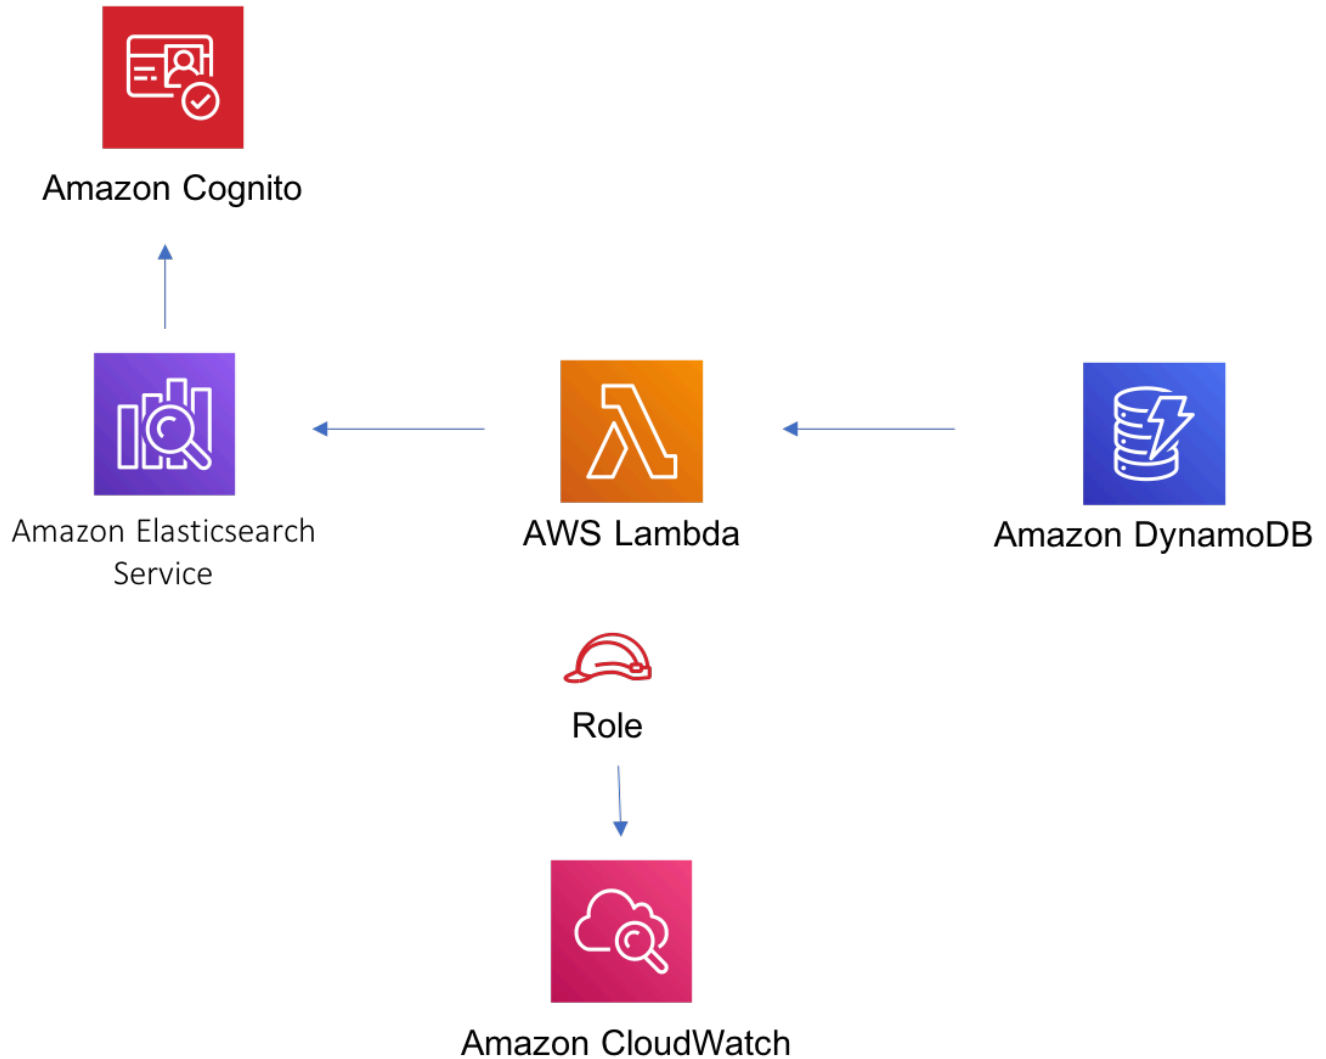 Amazon Cognito
Amazon Elasticsearch
Service
AWS Lambda
Amazon DynamoDB
Role
Amazon CloudWatch